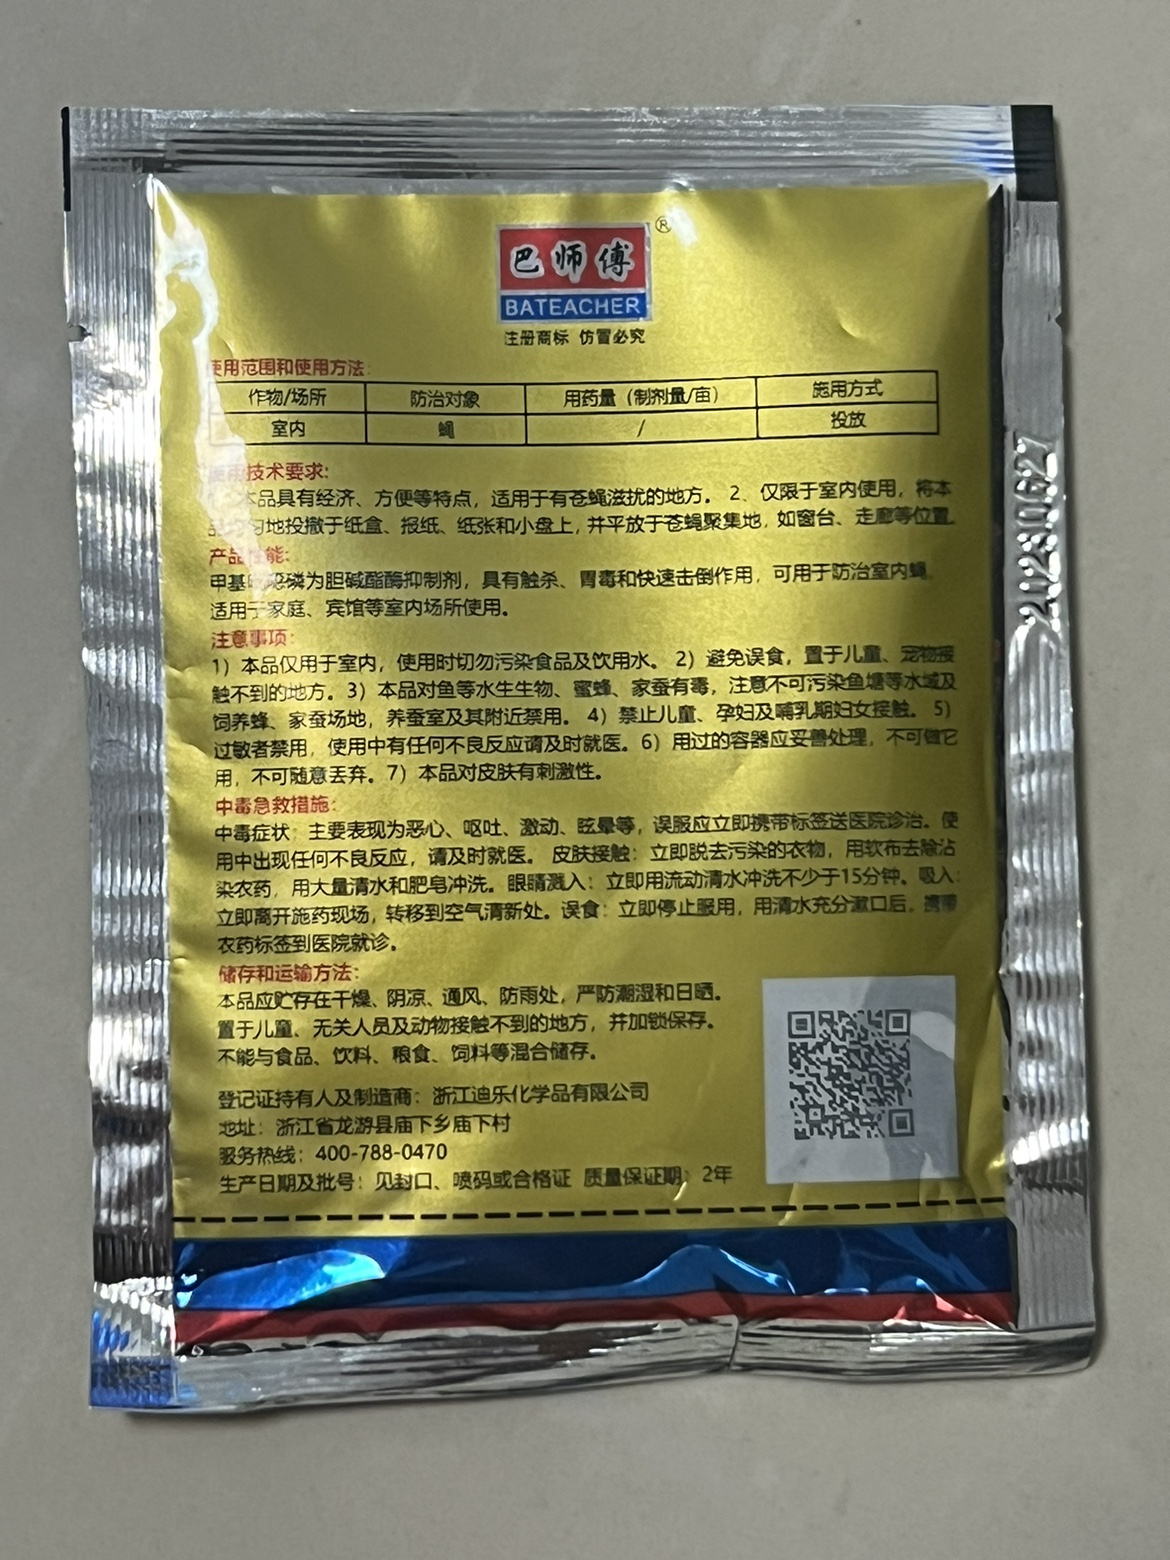 巴师傅
®
BATEACHER
注册商标 仿冒必究
使用范围和使用方法:
作物/场所 防治对象 用药量（制剂量/亩） 施用方式
室内 蝇 / 投放
技术要求:
本品具有经济、方便等特点，适用于有苍蝇滋扰的地方。 2、仅限于室内使用，将本
匀地投撒于纸盒、报纸、纸张和小盘上，并平放于苍蝇聚集地，如窗台、走廊等位置。
产品性能:
甲基吡噁磷为胆碱酯酶抑制剂，具有触杀、胃毒和快速击倒作用，可用于防治室内蝇。
适用于家庭、宾馆等室内场所使用。
注意事项:
1）本品仅用于室内，使用时切勿污染食品及饮用水。 2）避免误食，置于儿童、宠物接
触不到的地方。3）本品对鱼等水生生物、蜜蜂、家蚕有毒，注意不可污染鱼塘等水域及
饲养蜂、家蚕场地，养蚕室及其附近禁用。 4）禁止儿童、孕妇及哺乳期妇女接触。 5）
过敏者禁用，使用中有任何不良反应请及时就医。6）用过的容器应妥善处理，不可做它
用，不可随意丢弃。7）本品对皮肤有刺激性。
中毒急救措施:
中毒症状：主要表现为恶心、呕吐、激动、眩晕等，误服应立即携带标签送医院诊治。使
用中出现任何不良反应，请及时就医。 皮肤接触：立即脱去污染的衣物，用软布去除沾
染农药，用大量清水和肥皂冲洗。眼睛溅入：立即用流动清水冲洗不少于15分钟。吸入：
立即离开施药现场，转移到空气清新处。误食：立即停止服用，用清水充分漱口后，携带
农药标签到医院就诊。
储存和运输方法:
本品应贮存在干燥、阴凉、通风、防雨处，严防潮湿和日晒。
置于儿童、无关人员及动物接触不到的地方，并加锁保存。
不能与食品、饮料、粮食、饲料等混合储存。
登记证持有人及制造商：浙江迪乐化学品有限公司
地址：浙江省龙游县庙下乡庙下村
服务热线：400-788-0470
生产日期及批号：见封口、喷码或合格证 质量保证期：2年
20230627